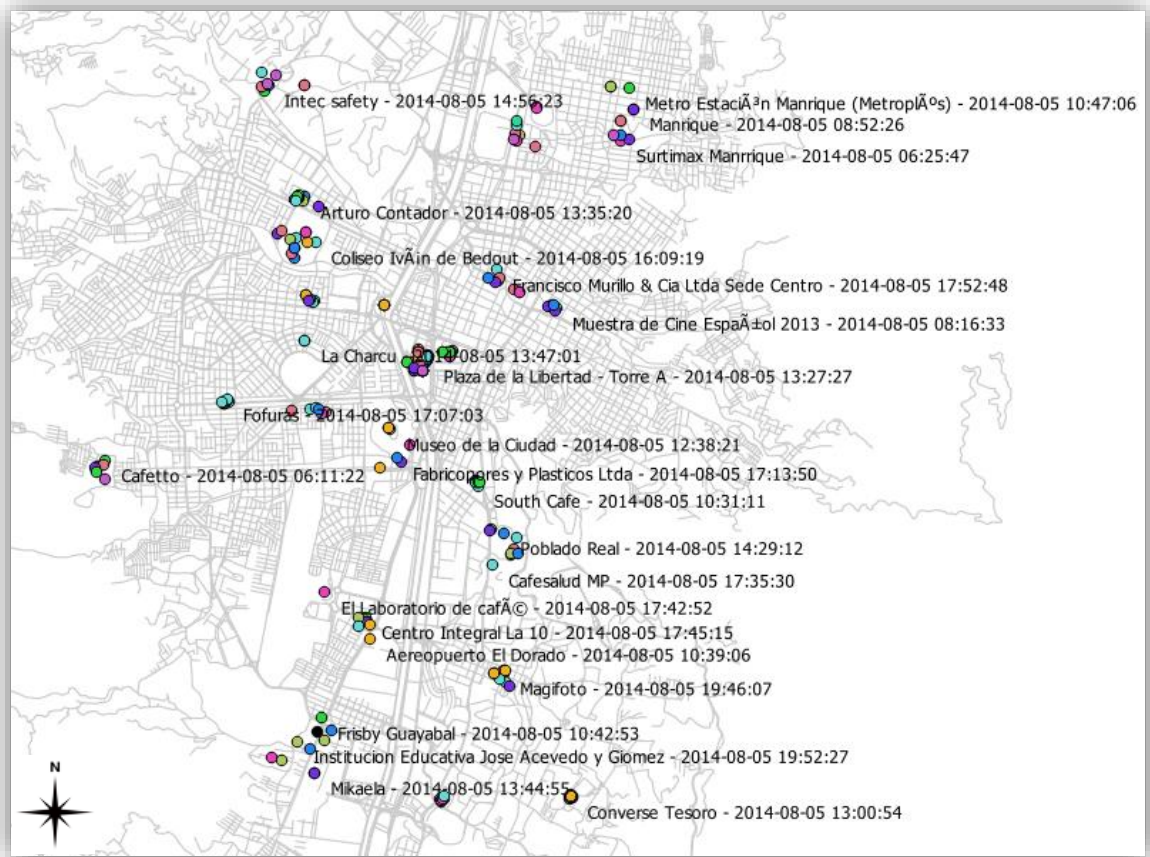 Intec safety - 2014-08-05 14:56:23
Metro EstaciÃ³n Manrique (MetroplÃºs) - 2014-08-05 10:47:06
Manrique - 2014-08-05 08:52:26
Surtimax Manrrique - 2014-08-05 06:25:47
Arturo Contador - 2014-08-05 13:35:20
Coliseo IvÃin de Bedout - 2014-08-05 16:09:19
Francisco Murillo & Cia Ltda Sede Centro - 2014-08-05 17:52:48
Muestra de Cine EspaÃ±ol 2013 - 2014-08-05 08:16:33
La Charcu - 2014-08-05 13:47:01
Plaza de la Libertad - Torre A - 2014-08-05 13:27:27
Fofuras - 2014-08-05 17:07:03
Museo de la Ciudad - 2014-08-05 12:38:21
Cafetto - 2014-08-05 06:11:22
Fabricopores y Plasticos Ltda - 2014-08-05 17:13:50
South Cafe - 2014-08-05 10:31:11
Poblado Real - 2014-08-05 14:29:12
Cafesalud MP - 2014-08-05 17:35:30
El Laboratorio de cafÃ© - 2014-08-05 17:42:52
Centro Integral La 10 - 2014-08-05 17:45:15
Aereopuerto El Dorado - 2014-08-05 10:39:06
Magifoto - 2014-08-05 19:46:07
Frisby Guayabal - 2014-08-05 10:42:53
Institucion Educativa Jose Acevedo y Giomez - 2014-08-05 19:52:27
Mikaela - 2014-08-05 13:44:55
Converse Tesoro - 2014-08-05 13:00:54
N